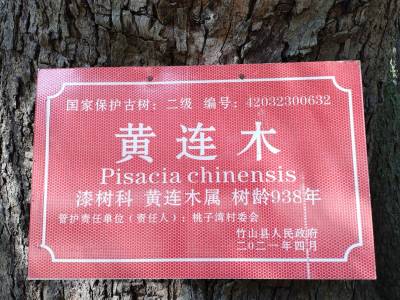 国家保护古树：二级 编号：42032300632
黄连木
Pisacia chinensis
漆树科 黄连木属 树龄938年
管护责任单位（责任人）：桃子湾村委会
竹山县人民政府
二〇二一年四月